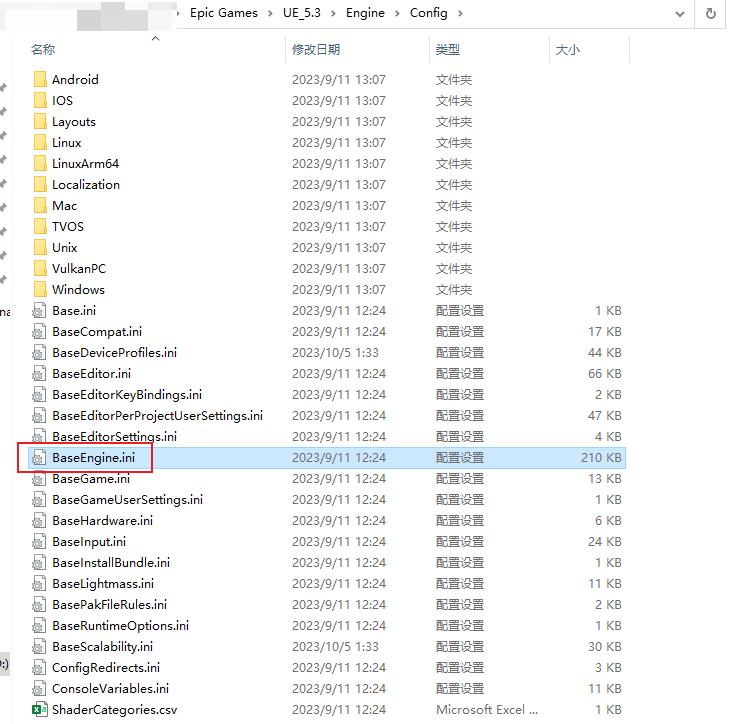 Epic Games > UE_5.3 > Engine > Config >
名称 修改日期 类型 大小
Android 2023/9/11 13:07 文件夹
IOS 2023/9/11 13:07 文件夹
Layouts 2023/9/11 13:07 文件夹
Linux 2023/9/11 13:07 文件夹
LinuxArm64 2023/9/11 13:07 文件夹
Localization 2023/9/11 13:07 文件夹
Mac 2023/9/11 13:07 文件夹
TVOS 2023/9/11 13:07 文件夹
Unix 2023/9/11 13:07 文件夹
VulkanPC 2023/9/11 13:07 文件夹
Windows 2023/9/11 13:07 文件夹
Base.ini 2023/9/11 12:24 配置设置 1 KB
BaseCompat.ini 2023/9/11 12:24 配置设置 17 KB
BaseDeviceProfiles.ini 2023/10/5 1:33 配置设置 44 KB
BaseEditor.ini 2023/9/11 12:24 配置设置 66 KB
BaseEditorKeyBindings.ini 2023/9/11 12:24 配置设置 2 KB
BaseEditorPerProjectUserSettings.ini 2023/9/11 12:24 配置设置 47 KB
BaseEditorSettings.ini 2023/9/11 12:24 配置设置 4 KB
BaseEngine.ini 2023/9/11 12:24 配置设置 210 KB
BaseGame.ini 2023/9/11 12:24 配置设置 13 KB
BaseGameUserSettings.ini 2023/9/11 12:24 配置设置 1 KB
BaseHardware.ini 2023/9/11 12:24 配置设置 6 KB
BaseInput.ini 2023/9/11 12:24 配置设置 24 KB
BaseInstallBundle.ini 2023/9/11 12:24 配置设置 1 KB
BaseLightmass.ini 2023/9/11 12:24 配置设置 11 KB
BasePakFileRules.ini 2023/9/11 12:24 配置设置 2 KB
BaseRuntimeOptions.ini 2023/9/11 12:24 配置设置 1 KB
BaseScalability.ini 2023/10/5 1:33 配置设置 30 KB
ConfigRedirects.ini 2023/9/11 12:24 配置设置 3 KB
ConsoleVariables.ini 2023/9/11 12:24 配置设置 11 KB
ShaderCategories.csv 2023/9/11 12:24 Microsoft Excel ... 1 KB